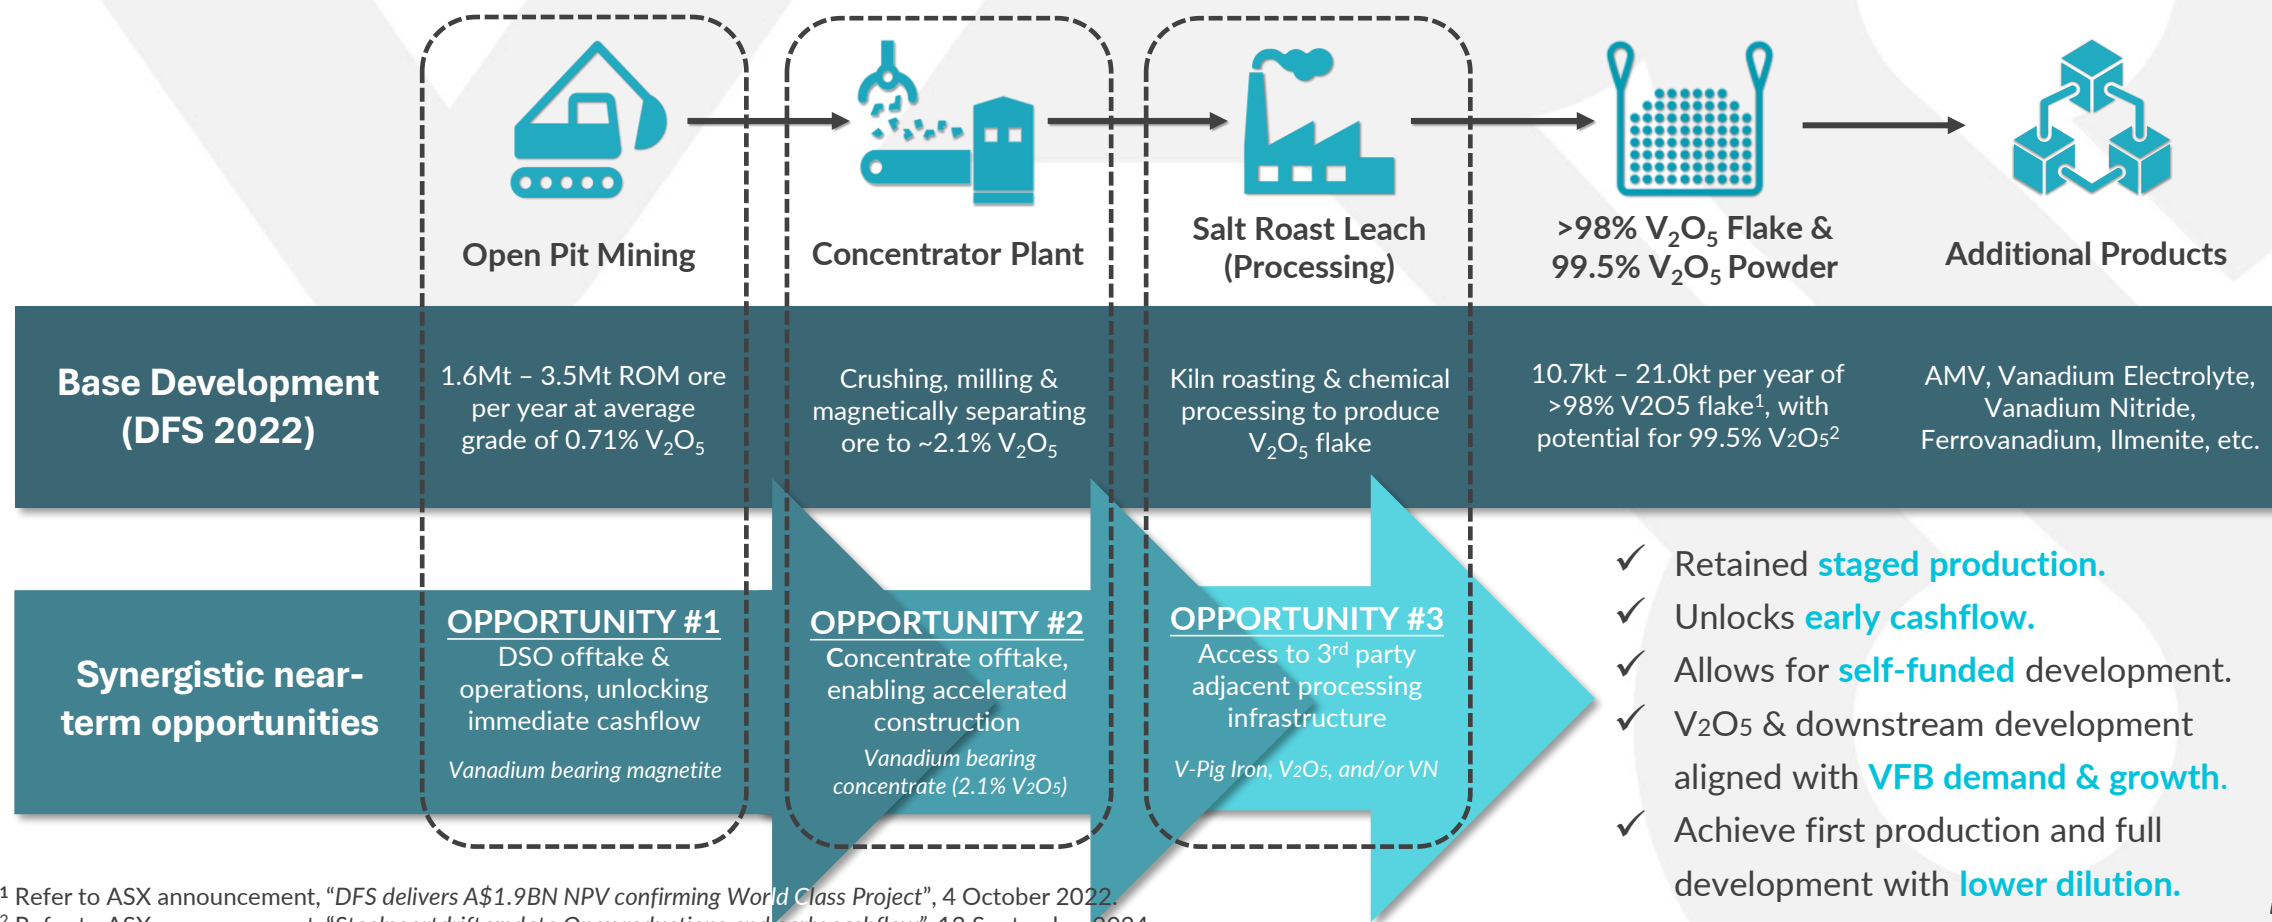 Open Pit Mining
Concentrator Plant
Salt Roast Leach
(Processing)
>98% V₂O₅ Flake &
99.5% V₂O₅ Powder
Additional Products
Base Development
(DFS 2022)
1.6Mt – 3.5Mt ROM ore
per year at average
grade of 0.71% V₂O₅
Crushing, milling &
magnetically separating
ore to ~2.1% V₂O₅
Kiln roasting & chemical
processing to produce
V₂O₅ flake
10.7kt – 21.0kt per year of
>98% V2O5 flake¹, with
potential for 99.5% V2O5²
AMV, Vanadium Electrolyte,
Vanadium Nitride,
Ferrovanadium, Ilmenite, etc.
Synergistic near-
term opportunities
OPPORTUNITY #1
DSO offtake &
operations, unlocking
immediate cashflow
Vanadium bearing magnetite
OPPORTUNITY #2
Concentrate offtake,
enabling accelerated
construction
Vanadium bearing
concentrate (2.1% V2O5)
OPPORTUNITY #3
Access to 3rd party
adjacent processing
infrastructure
V-Pig Iron, V2O5, and/or VN
✓ Retained staged production.
✓ Unlocks early cashflow.
✓ Allows for self-funded development.
✓ V2O5 & downstream development
aligned with VFB demand & growth.
✓ Achieve first production and full
development with lower dilution.
¹ Refer to ASX announcement, “DFS delivers A$1.9BN NPV confirming World Class Project”, 4 October 2022.
² Refer to ASX announcement, 12 September 2024